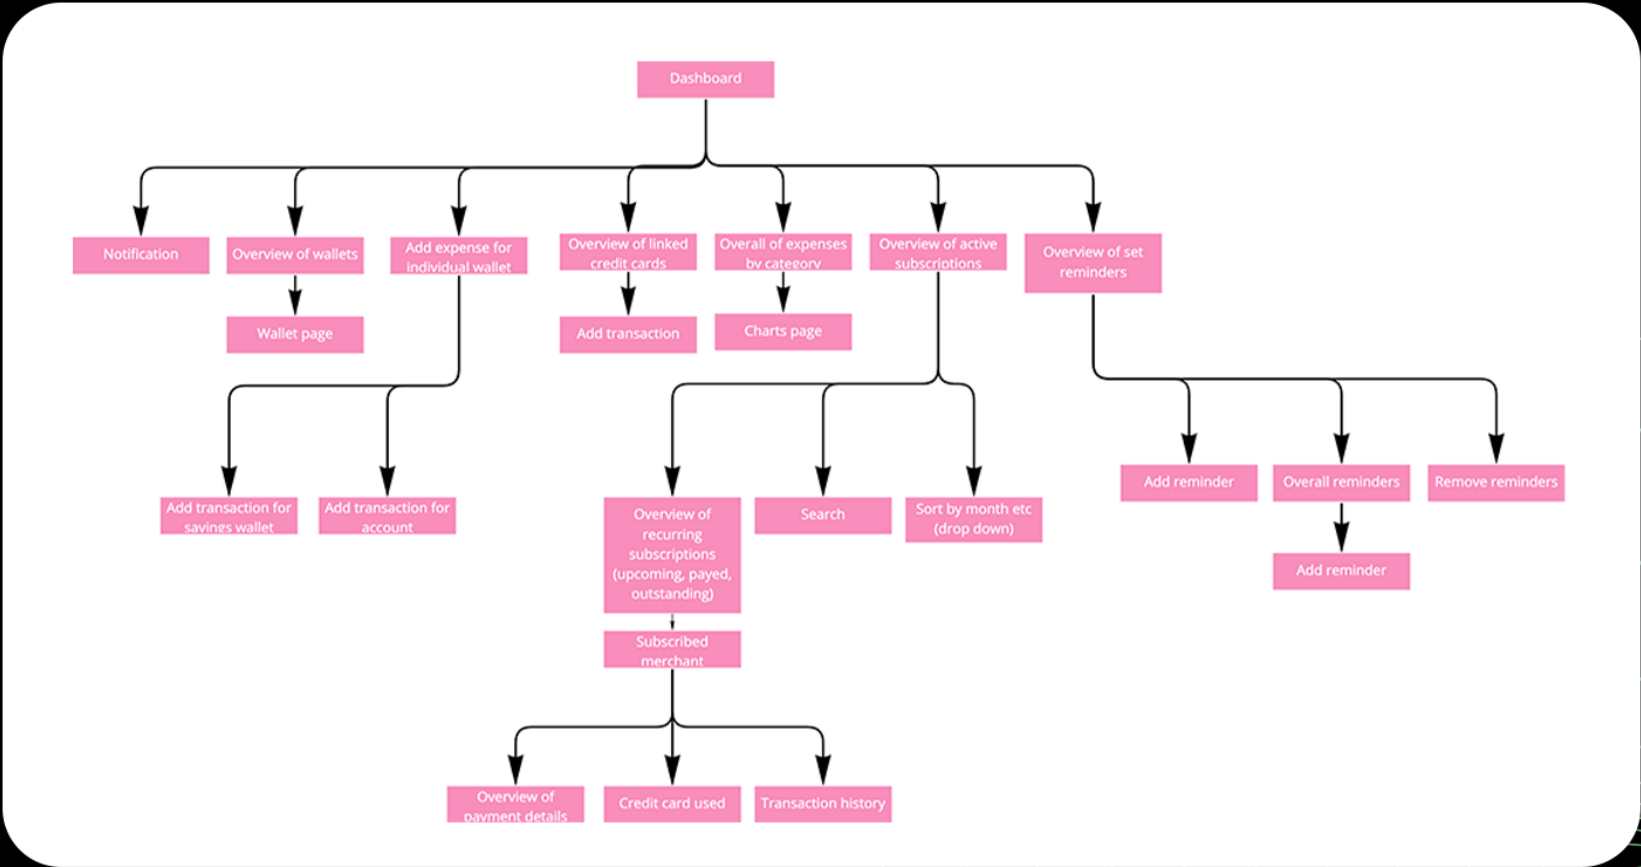 Dashboard
Notification
Overview of wallets
Add expense for
individual wallet
Overview of linked
credit cards
Overall of expenses
by category
Overview of active
subscriptions
Overview of set
reminders
Wallet page
Add transaction
Charts page
Add transaction for
savings wallet
Add transaction for
account
Overview of
recurring
subscriptions
(upcoming, payed,
outstanding)
Search
Sort by month etc
(drop down)
Add reminder
Overall reminders
Remove reminders
Add reminder
Subscribed
merchant
Overview of
payment details
Credit card used
Transaction history